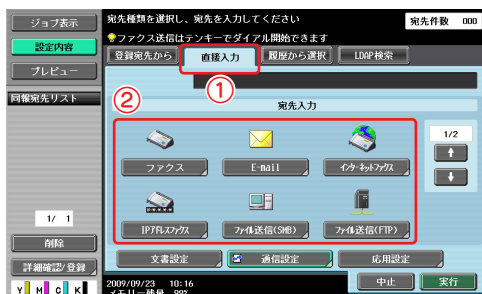 ジョブ表示
設定内容
プレビュー
同報宛先リスト
1/ 1
削除
詳細確認/登録
Y M C K
宛先種類を選択し、宛先を入力してください
宛先件数 000
ファクス送信はテンキーでダイアル開始できます
登録宛先から 直接入力 履歴から選択 LDAP検索
①
宛先入力
②
ファクス E-mail インターネットファクス
1/2
IPアドレスファクス ファイル送信(SMB) ファイル送信(FTP)
文書設定 通信設定 応用設定
2009/09/23 10:16
メモリー残量 99%
中止 実行